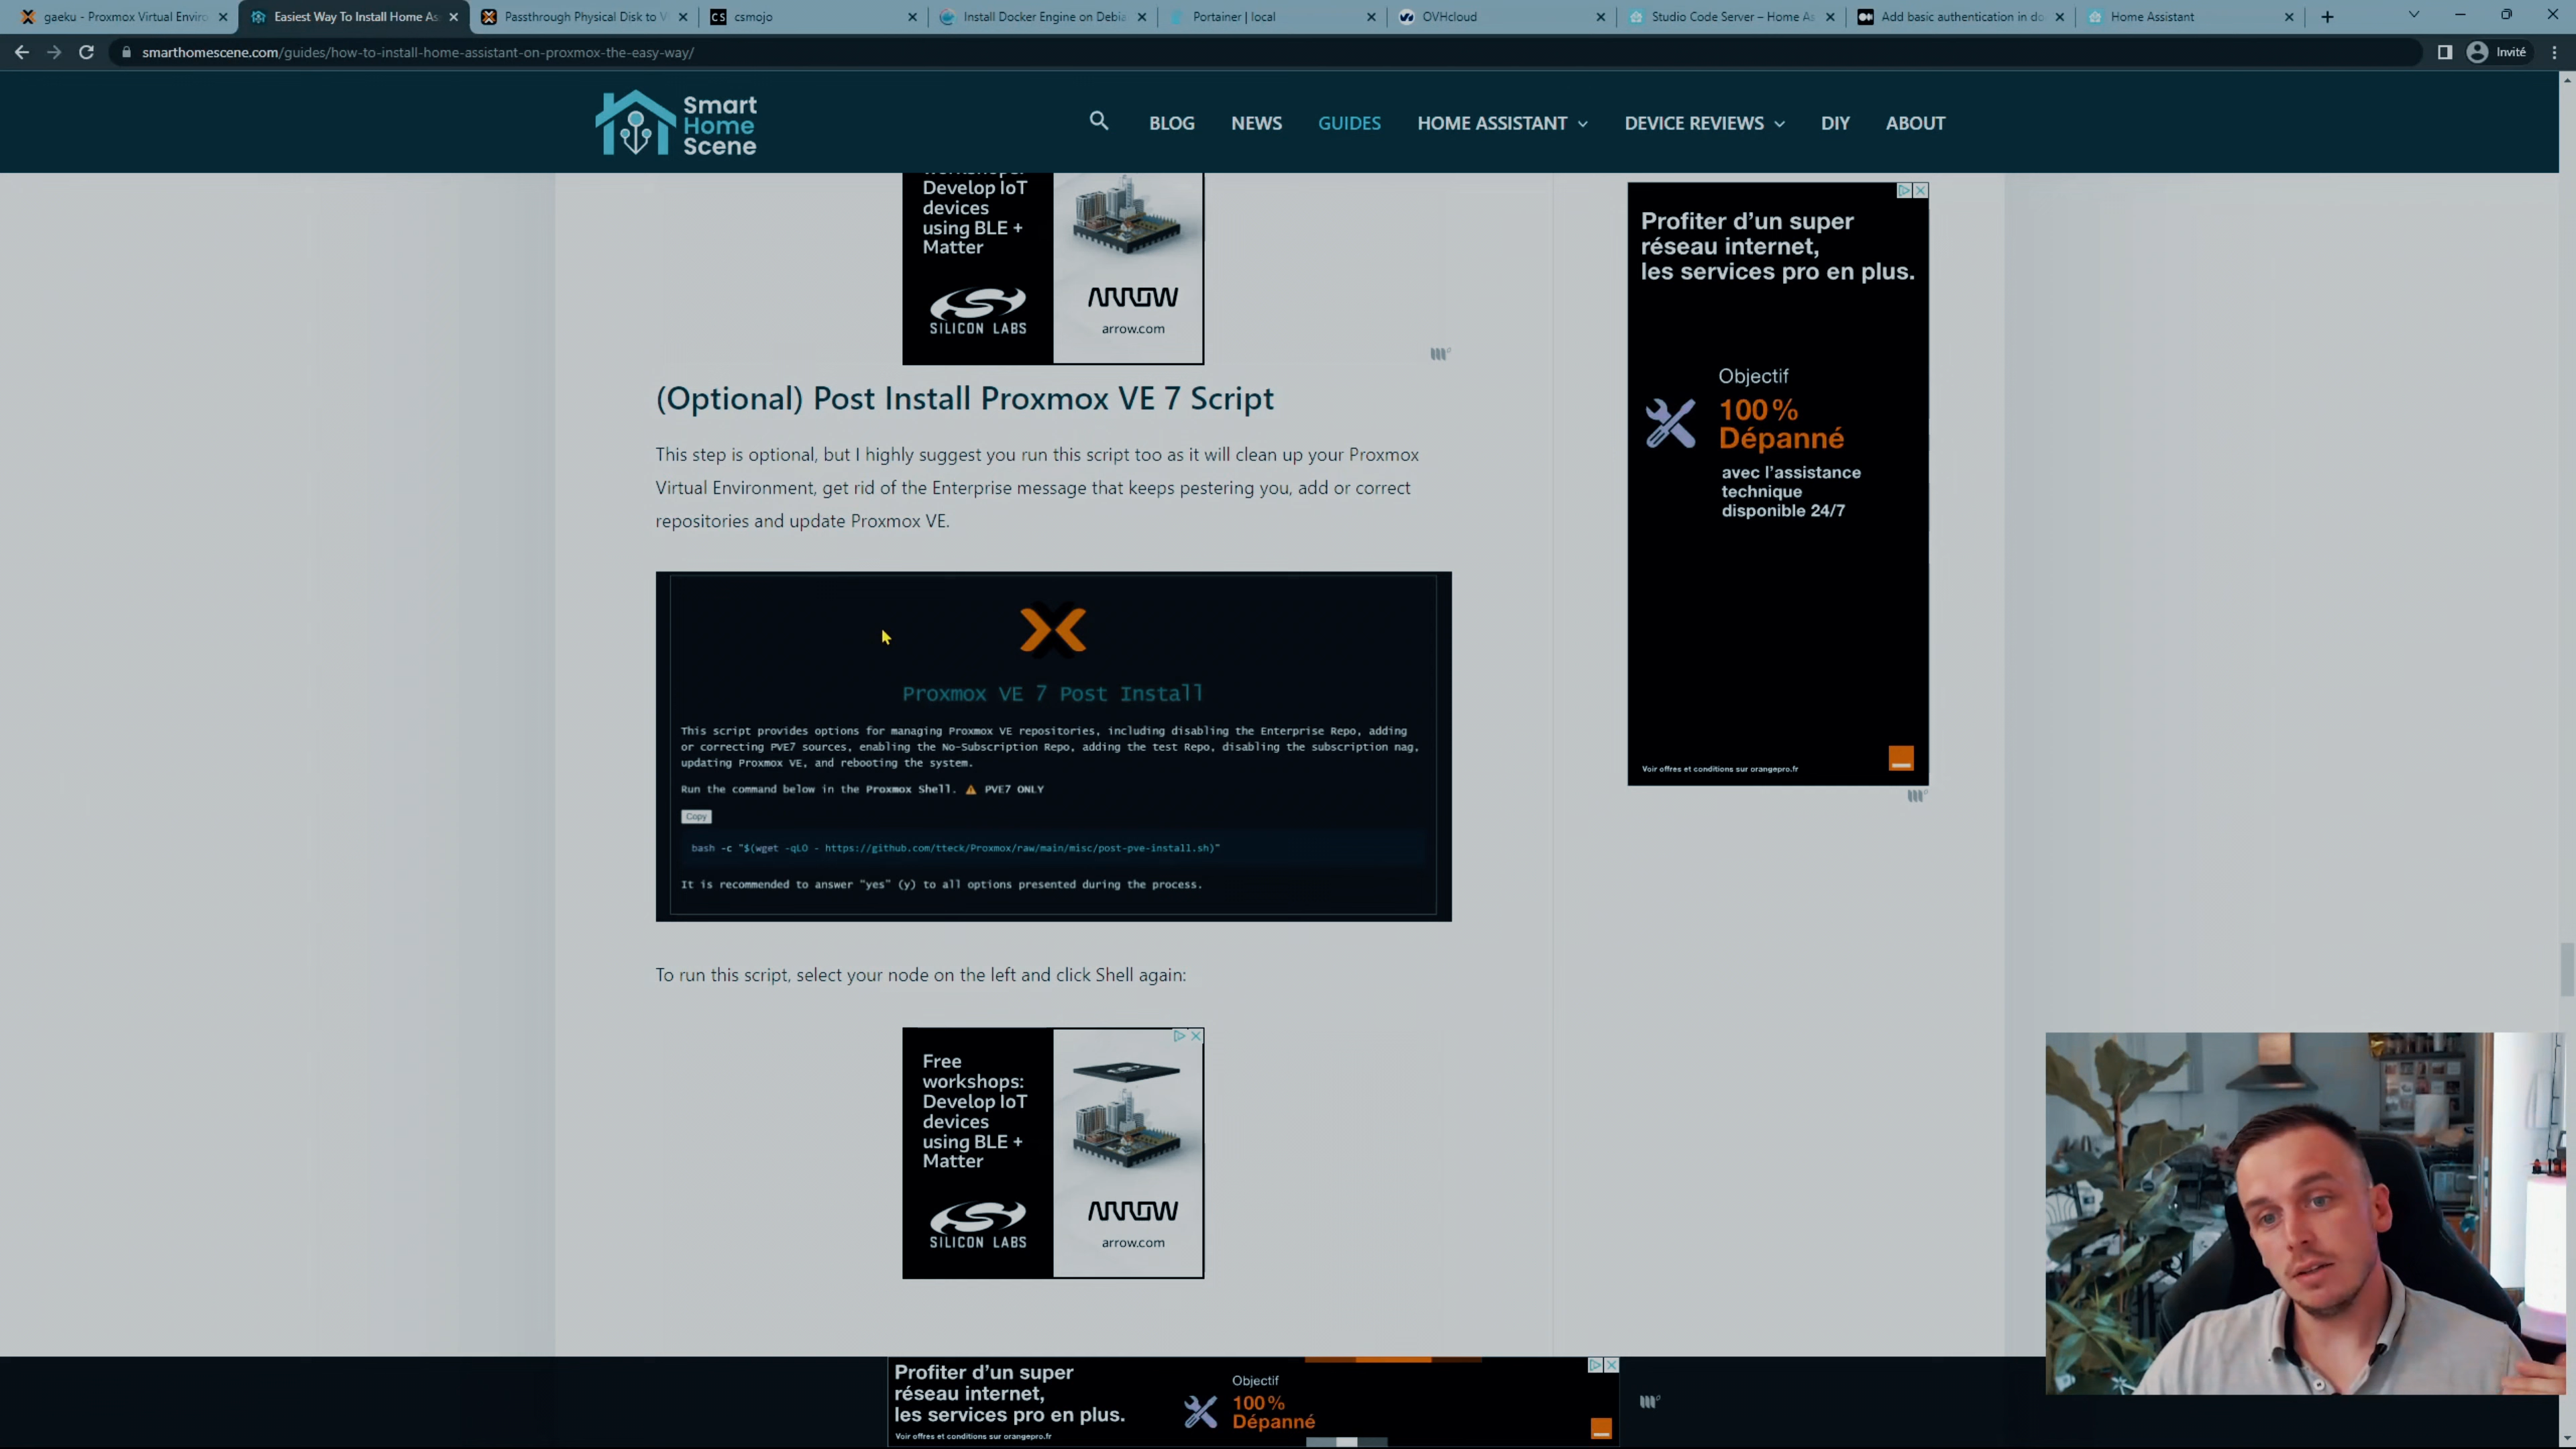 gaeku - Proxmox Virtual Enviro
Easiest Way To Install Home As
Passthrough Physical Disk to V
CS csmojo
Install Docker Engine on Debia
Portainer | local
OVHcloud
Studio Code Server – Home As
Add basic authentication in do
Home Assistant
smarthomescene.com/guides/how-to-install-home-assistant-on-proxmox-the-easy-way/
Invité
Smart
Home
Scene
BLOG
NEWS
GUIDES
HOME ASSISTANT
DEVICE REVIEWS
DIY
ABOUT
workshops:
Develop IoT
devices
using BLE +
Matter
SILICON LABS
ARROW
arrow.com
(Optional) Post Install Proxmox VE 7 Script
This step is optional, but I highly suggest you run this script too as it will clean up your Proxmox
Virtual Environment, get rid of the Enterprise message that keeps pestering you, add or correct
repositories and update Proxmox VE.
Proxmox VE 7 Post Install
This script provides options for managing Proxmox VE repositories, including disabling the Enterprise Repo, adding
or correcting PVE7 sources, enabling the No-Subscription Repo, adding the test Repo, disabling the subscription nag,
updating Proxmox VE, and rebooting the system.
Run the command below in the Proxmox Shell. ⚠ PVE7 ONLY
Copy
bash -c "$(wget -qLO - https://github.com/tteck/Proxmox/raw/main/misc/post-pve-install.sh)"
It is recommended to answer "yes" (y) to all options presented during the process.
To run this script, select your node on the left and click Shell again:
Free
workshops:
Develop IoT
devices
using BLE +
Matter
SILICON LABS
ARROW
arrow.com
Profiter d'un super
réseau internet,
les services pro en plus.
Objectif
100 %
Dépanné
avec l'assistance
technique
disponible 24/7
Voir offres et conditions sur orangepro.fr
Profiter d'un super
réseau internet,
les services pro en plus.
Voir offres et conditions sur orangepro.fr
Objectif
100 %
Dépanné